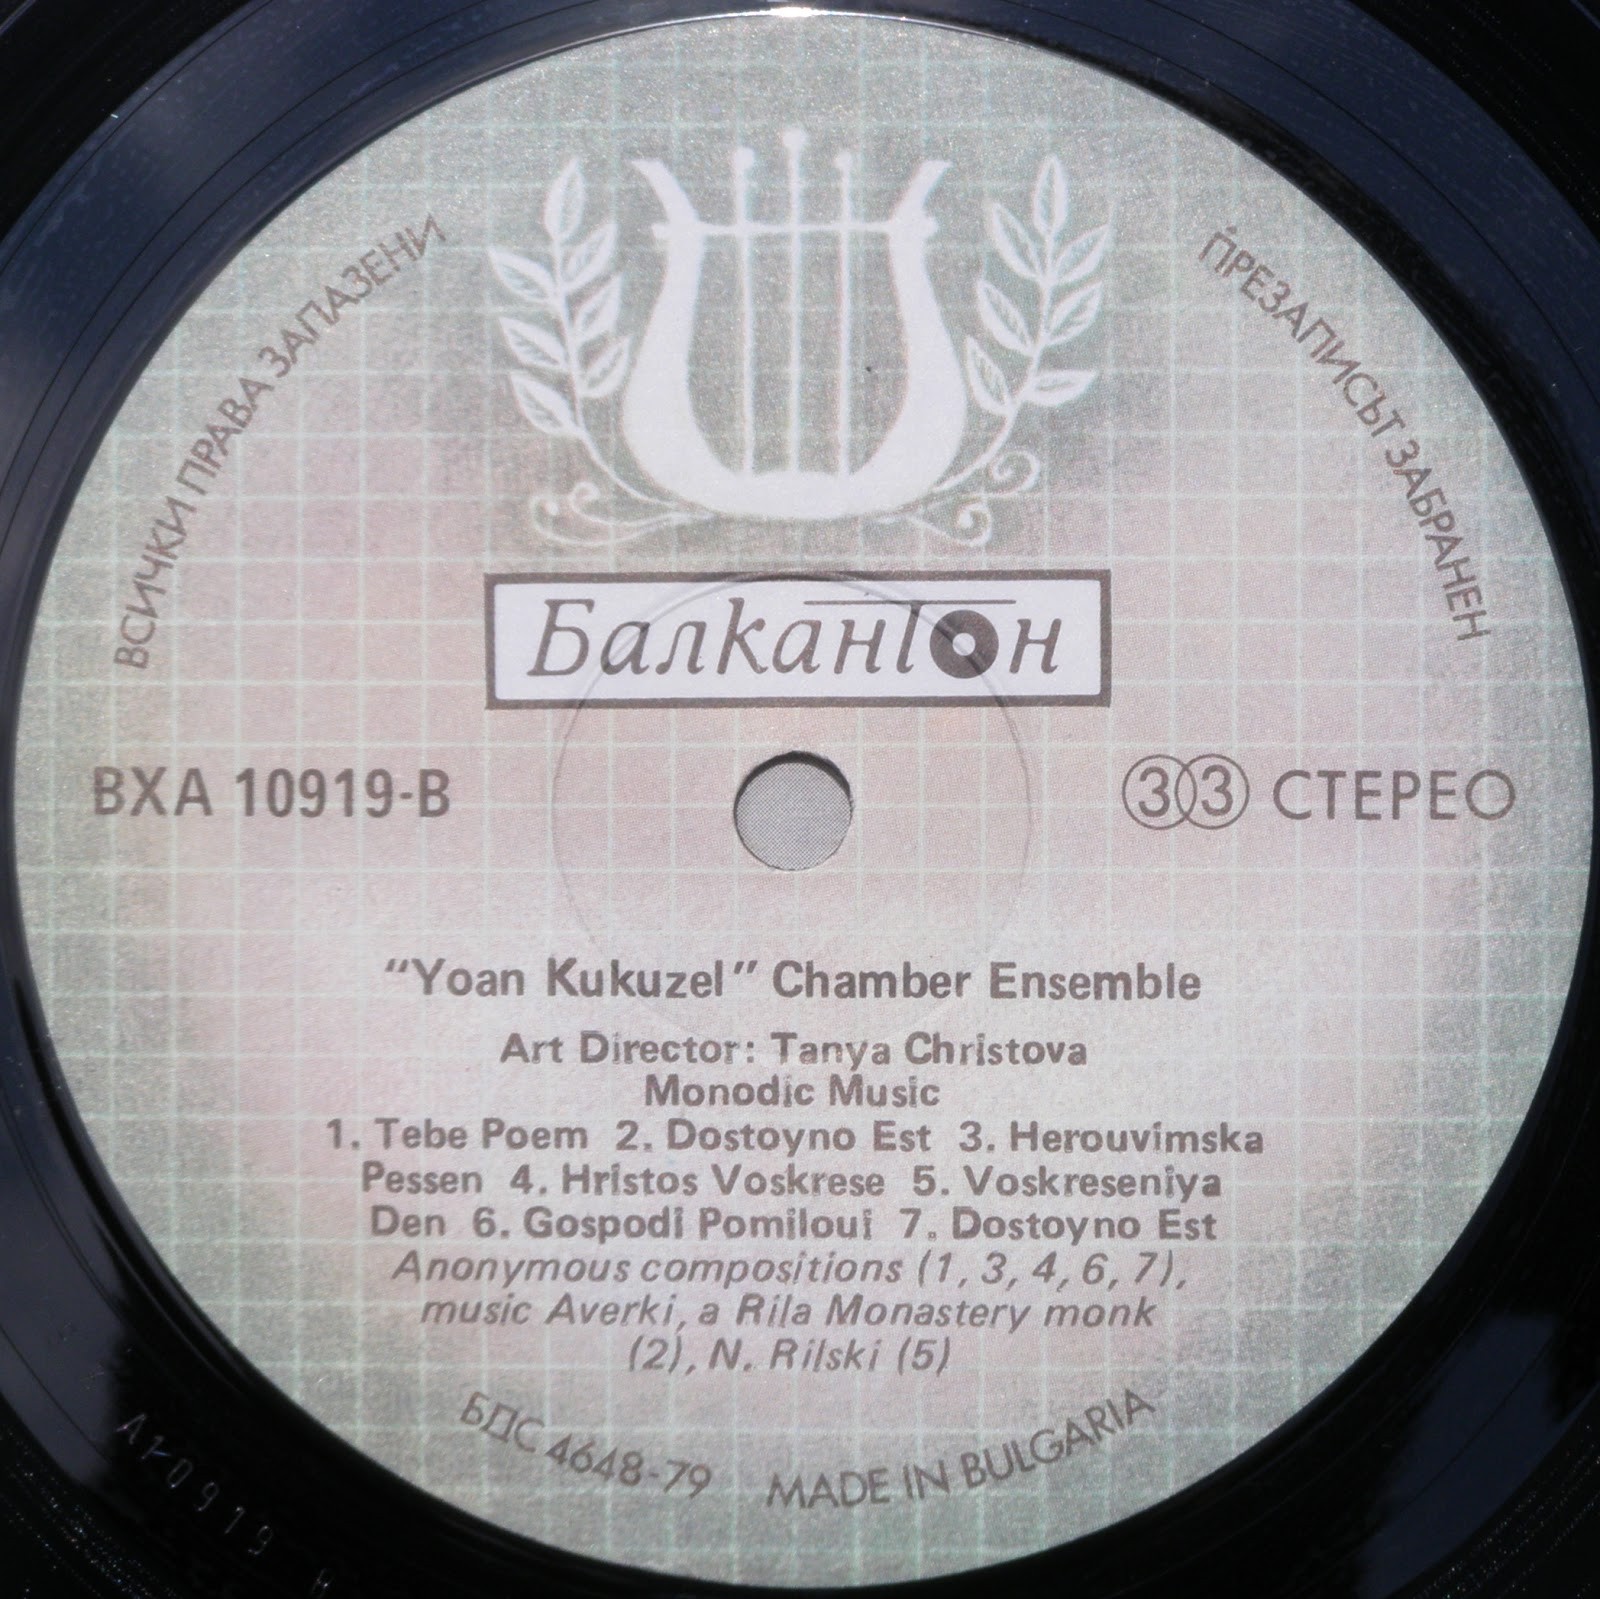 ВСИЧКИ ПРАВА ЗАПАЗЕНИ
ПРЕЗАПИСЪТ ЗАБРАНЕН
Балкантон
ВХА 10919-В
33 СТЕРЕО
"Yoan Kukuzel" Chamber Ensemble
Art Director: Tanya Christova
Monodic Music
1. Tebe Poem 2. Dostoyno Est 3. Herouvimska
Pessen 4. Hristos Voskrese 5. Voskreseniya
Den 6. Gospodi Pomiloui 7. Dostoyno Est
Anonymous compositions (1, 3, 4, 6, 7),
music Averki, a Rila Monastery monk
(2), N. Rilski (5)
БДС 4648-79
MADE IN BULGARIA